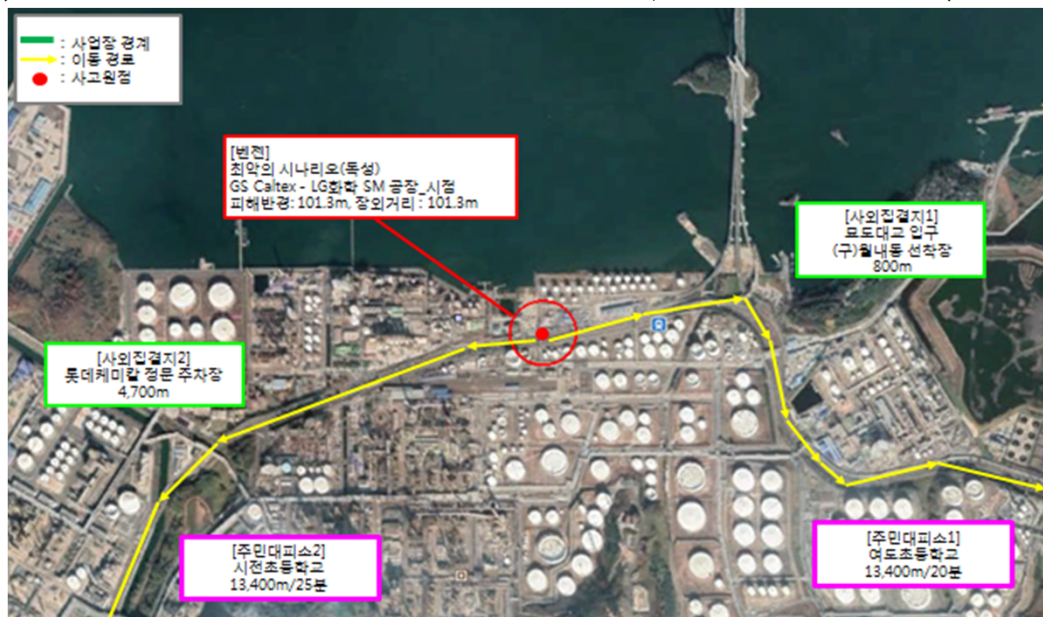 : 사업장 경계
: 이동 경로
: 사고원점
[벤젠]
최악의 시나리오(독성)
GS Caltex - LG화학 SM 공장_시점
피해반경: 101.3m, 장외거리 : 101.3m
[사외집결지1]
묘도대교 입구
(구)월내동 선착장
800m
[사외집결지2]
롯데케미칼 정문 주차장
4,700m
[주민대피소2]
시전초등학교
13,400m/25분
[주민대피소1]
여도초등학교
13,400m/20분